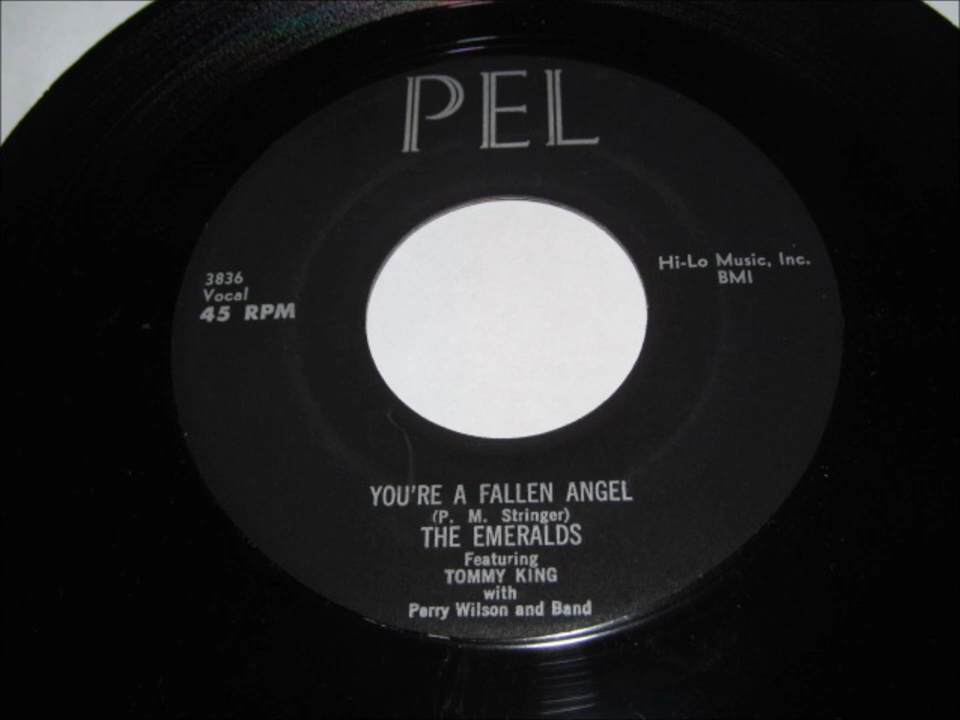 PEL
3836
Vocal
45 RPM
Hi-Lo Music, Inc.
BMI
YOU'RE A FALLEN ANGEL
(P. M. Stringer)
THE EMERALDS
Featuring
TOMMY KING
with
Perry Wilson and Band